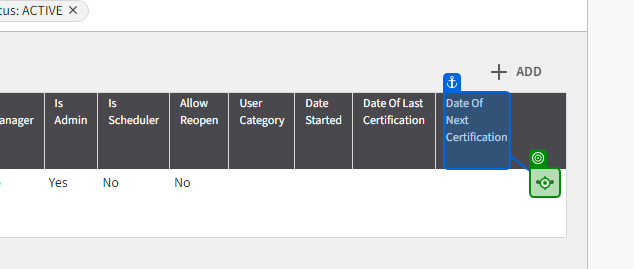 tus: ACTIVE ×
+ ADD
anager
Is
Admin
Is
Scheduler
Allow
Reopen
User
Category
Date
Started
Date Of Last
Certification
Date Of
Next
Certification
Yes
No
No